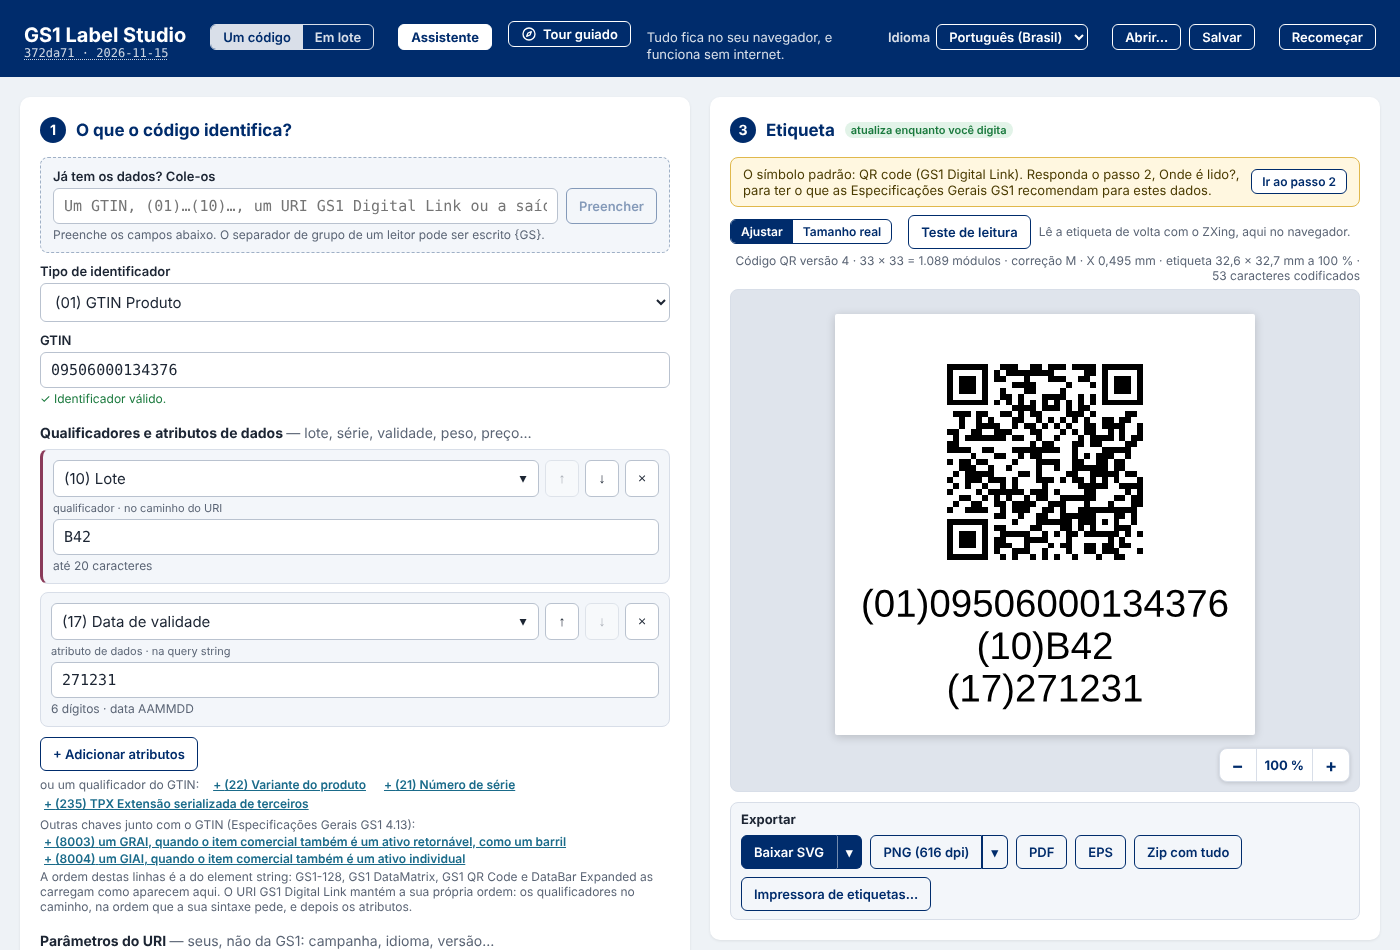 GS1 Label Studio
372da71 · 2026-11-15
Um código
Em lote
Assistente
Tour guiado
Tudo fica no seu navegador, e
funciona sem internet.
Idioma
Português (Brasil)
Abrir...
Salvar
Recomeçar
1 O que o código identifica?
Já tem os dados? Cole-os
Um GTIN, (01)…(10)…, um URI GS1 Digital Link ou a saíd
Preencher
Preenche os campos abaixo. O separador de grupo de um leitor pode ser escrito {GS}.
Tipo de identificador
(01) GTIN Produto
GTIN
09506000134376
✓ Identificador válido.
Qualificadores e atributos de dados — lote, série, validade, peso, preço…
(10) Lote
▼
↑
↓
×
qualificador · no caminho do URI
B42
até 20 caracteres
(17) Data de validade
▼
↑
↓
×
atributo de dados · na query string
271231
6 dígitos · data AAMMDD
+ Adicionar atributos
ou um qualificador do GTIN: + (22) Variante do produto + (21) Número de série
+ (235) TPX Extensão serializada de terceiros
Outras chaves junto com o GTIN (Especificações Gerais GS1 4.13):
+ (8003) um GRAI, quando o item comercial também é um ativo retornável, como um barril
+ (8004) um GIAI, quando o item comercial também é um ativo individual
A ordem destas linhas é a do element string: GS1-128, GS1 DataMatrix, GS1 QR Code e DataBar Expanded as
carregam como aparecem aqui. O URI GS1 Digital Link mantém a sua própria ordem: os qualificadores no
caminho, na ordem que a sua sintaxe pede, e depois os atributos.
Parâmetros do URI — seus, não da GS1: campanha, idioma, versão…
3 Etiqueta
atualiza enquanto você digita
O símbolo padrão: QR code (GS1 Digital Link). Responda o passo 2, Onde é lido?,
para ter o que as Especificações Gerais GS1 recomendam para estes dados.
Ir ao passo 2
Ajustar
Tamanho real
Teste de leitura
Lê a etiqueta de volta com o ZXing, aqui no navegador.
Código QR versão 4 · 33 × 33 = 1.089 módulos · correção M · X 0,495 mm · etiqueta 32,6 × 32,7 mm a 100 % ·
53 caracteres codificados
(01)09506000134376
(10)B42
(17)271231
− 100 % +
Exportar
Baixar SVG
▼
PNG (616 dpi)
▼
PDF
EPS
Zip com tudo
Impressora de etiquetas...